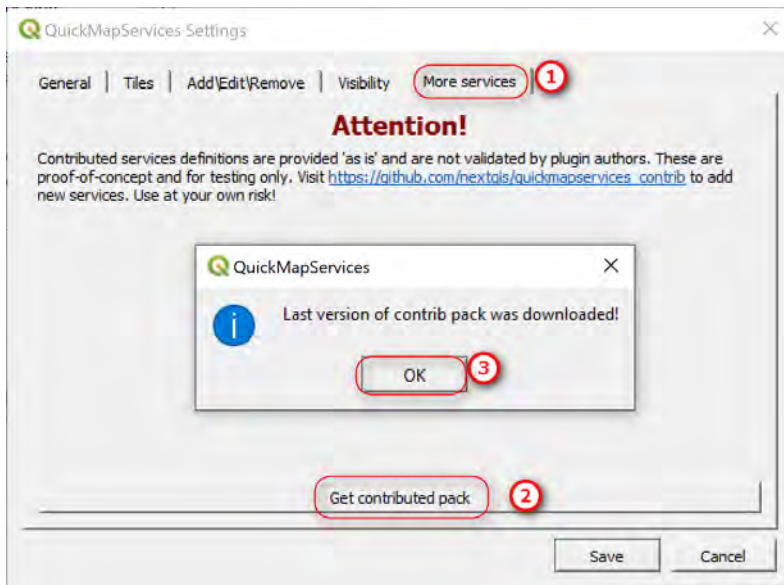 QuickMapServices Settings
General Tiles Add\Edit\Remove Visibility More services 1
Attention!
Contributed services definitions are provided 'as is' and are not validated by plugin authors. These are
proof-of-concept and for testing only. Visit https://github.com/nextgis/quickmapservices_contrib to add
new services. Use at your own risk!
QuickMapServices
Last version of contrib pack was downloaded!
OK 3
Get contributed pack 2
Save Cancel